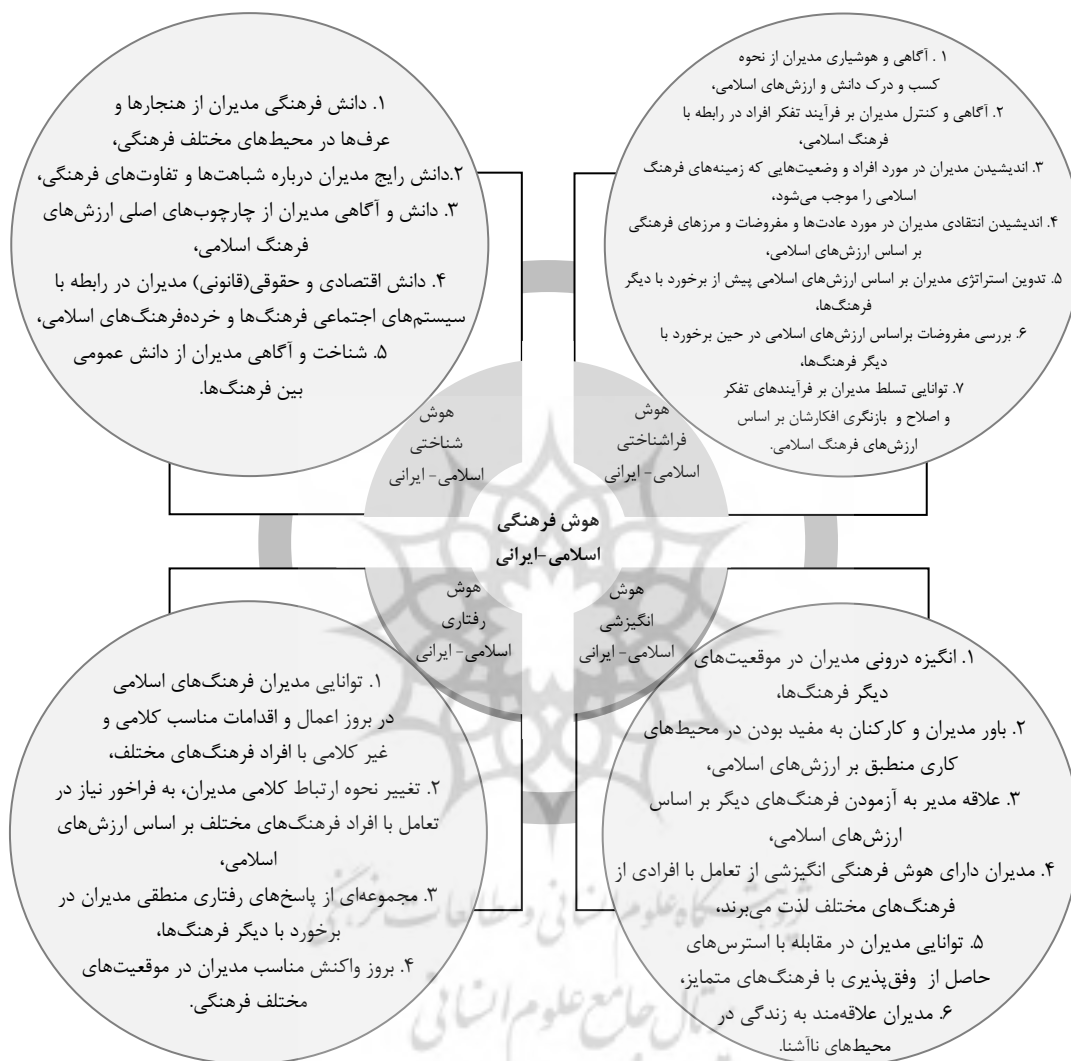 ۱. آگاهی و هوشیاری مدیران از نحوه
کسب و درک دانش و ارزش‌های اسلامی،
۲. آگاهی و کنترل مدیران بر فرآیند تفکر افراد در رابطه با
فرهنگ اسلامی،
۳. اندیشیدن مدیران در مورد افراد و وضعیت‌هایی که زمینه‌های فرهنگ
اسلامی را موجب می‌شود،
۴. اندیشیدن انتقادی مدیران در مورد عادت‌ها و مفروضات و مرزهای فرهنگی
بر اساس ارزش‌های اسلامی،
۵. تدوین استراتژی مدیران بر اساس ارزش‌های اسلامی پیش از برخورد با دیگر
فرهنگ‌ها،
۶. بررسی مفروضات براساس ارزش‌های اسلامی در حین برخورد با
دیگر فرهنگ‌ها،
۷. توانایی تسلط مدیران بر فرآیندهای تفکر
و اصلاح و بازنگری افکارشان بر اساس
ارزش‌های فرهنگ اسلامی.
۱. دانش فرهنگی مدیران از هنجارها و
عرف‌ها در محیط‌های مختلف فرهنگی،
۲.دانش رایج مدیران درباره شباهت‌ها و تفاوت‌های فرهنگی،
۳. دانش و آگاهی مدیران از چارچوب‌های اصلی ارزش‌های
فرهنگ اسلامی،
۴. دانش اقتصادی و حقوقی(قانونی) مدیران در رابطه با
سیستم‌های اجتماعی فرهنگ‌ها و خرده‌فرهنگ‌های اسلامی،
۵. شناخت و آگاهی مدیران از دانش عمومی
بین فرهنگ‌ها.
هوش
فراشناختی
اسلامی- ایرانی
هوش
شناختی
اسلامی- ایرانی
هوش فرهنگی
اسلامی-ایرانی
هوش
انگیزشی
اسلامی- ایرانی
هوش
رفتاری
اسلامی- ایرانی
۱. انگیزه درونی مدیران در موقعیت‌های
دیگر فرهنگ‌ها،
۲. باور مدیران و کارکنان به مفید بودن در محیط‌های
کاری منطبق بر ارزش‌های اسلامی،
۳. علاقه مدیر به آزمودن فرهنگ‌های دیگر بر اساس
ارزش‌های اسلامی،
۴. مدیران دارای هوش فرهنگی انگیزشی از تعامل با افرادی از
فرهنگ‌های مختلف لذت می‌برند،
۵. توانایی مدیران در مقابله با استرس‌های
حاصل از وفق‌پذیری با فرهنگ‌های متمایز،
۶. مدیران علاقه‌مند به زندگی در
محیط‌های ناآشنا.
۱. توانایی مدیران فرهنگ‌های اسلامی
در بروز اعمال و اقدامات مناسب کلامی و
غیر کلامی با افراد فرهنگ‌های مختلف،
۲. تغییر نحوه ارتباط کلامی مدیران، به فراخور نیاز در
تعامل با افراد فرهنگ‌های مختلف بر اساس ارزش‌های
اسلامی،
۳. مجموعه‌ای از پاسخ‌های رفتاری منطقی مدیران در
برخورد با دیگر فرهنگ‌ها،
۴. بروز واکنش مناسب مدیران در موقعیت‌های
مختلف فرهنگی.
پژوهشگاه علوم انسانی و مطالعات فرهنگی
پرتال جامع علوم انسانی